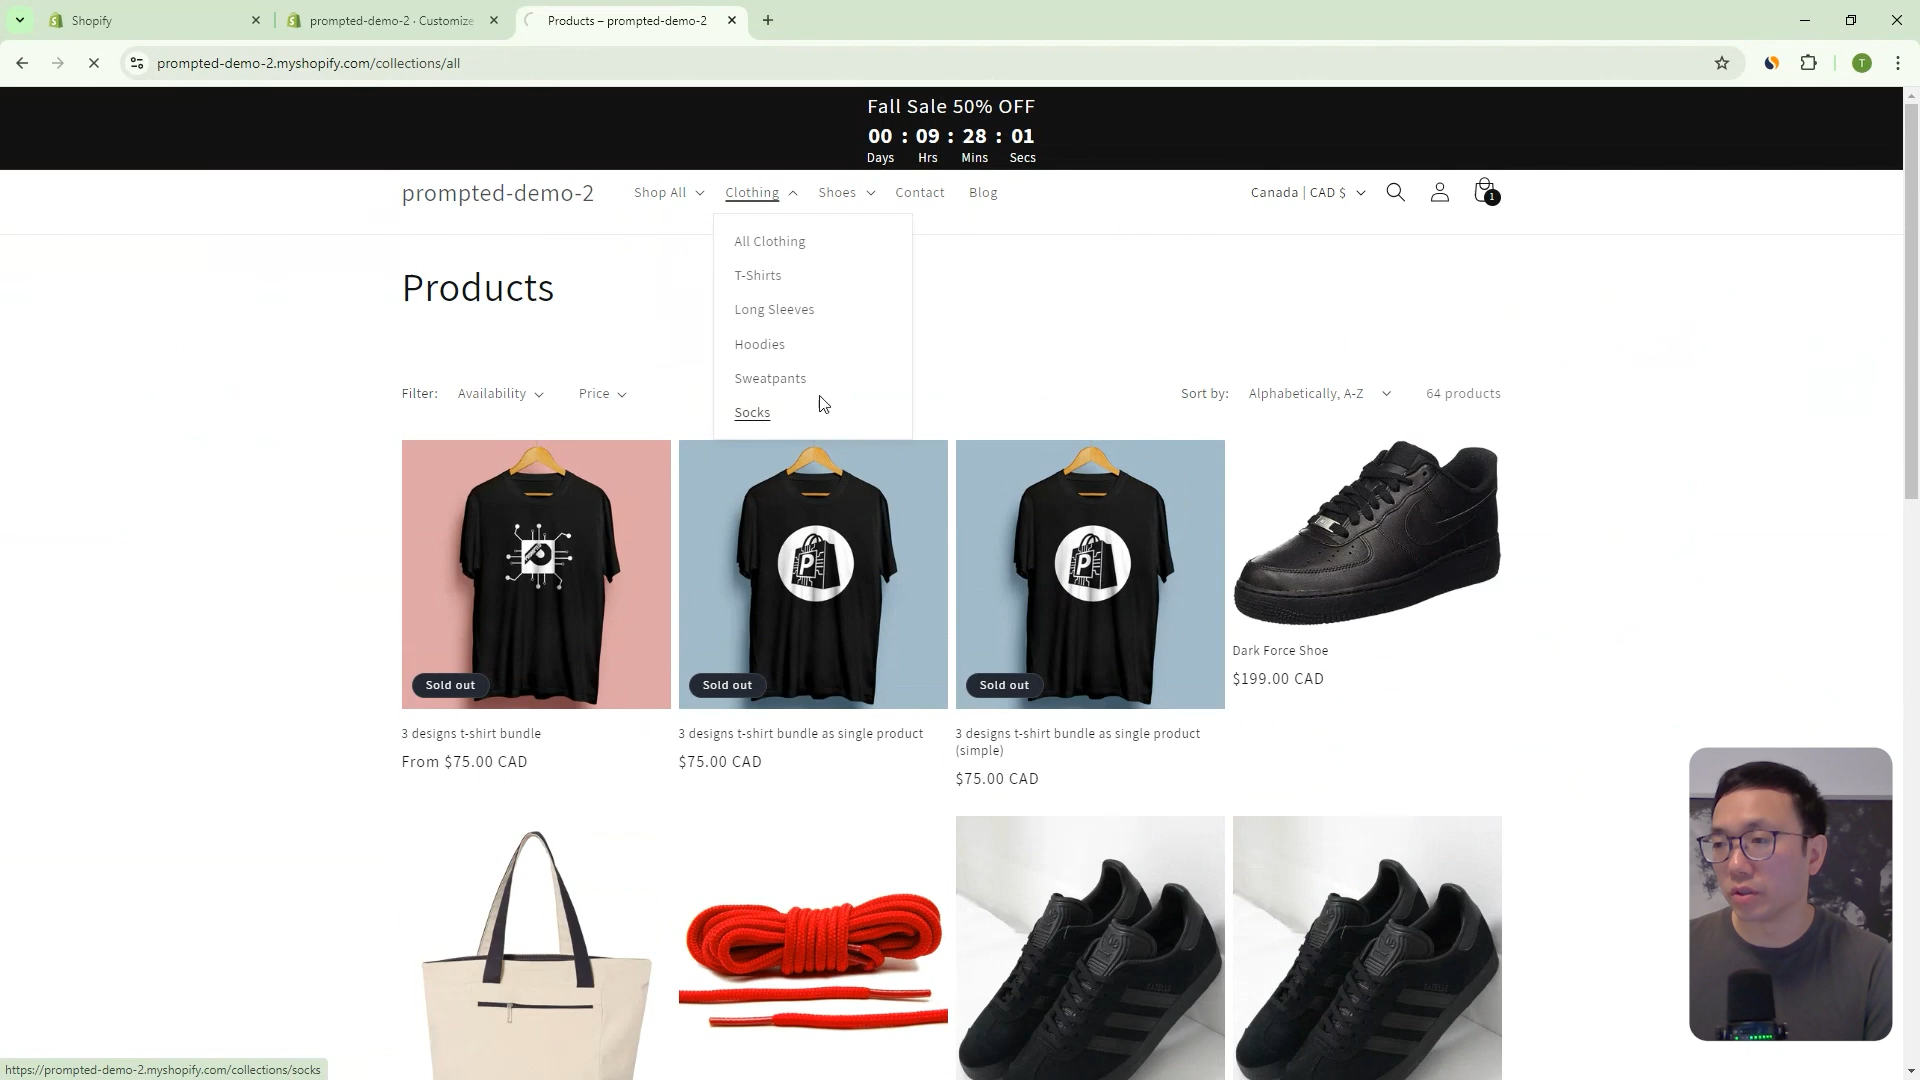 Shopify
prompted-demo-2 · Customize
Products – prompted-demo-2
prompted-demo-2.myshopify.com/collections/all
T
Fall Sale 50% OFF
00 : 09 : 28 : 01
Days Hrs Mins Secs
prompted-demo-2
Shop All
Clothing
Shoes
Contact
Blog
Canada | CAD $
1
All Clothing
T-Shirts
Long Sleeves
Hoodies
Sweatpants
Socks
Products
Filter: Availability Price
Sort by: Alphabetically, A-Z 64 products
P
P
Sold out
Sold out
Sold out
3 designs t-shirt bundle
From $75.00 CAD
3 designs t-shirt bundle as single product
$75.00 CAD
3 designs t-shirt bundle as single product
(simple)
$75.00 CAD
Dark Force Shoe
$199.00 CAD
https://prompted-demo-2.myshopify.com/collections/socks